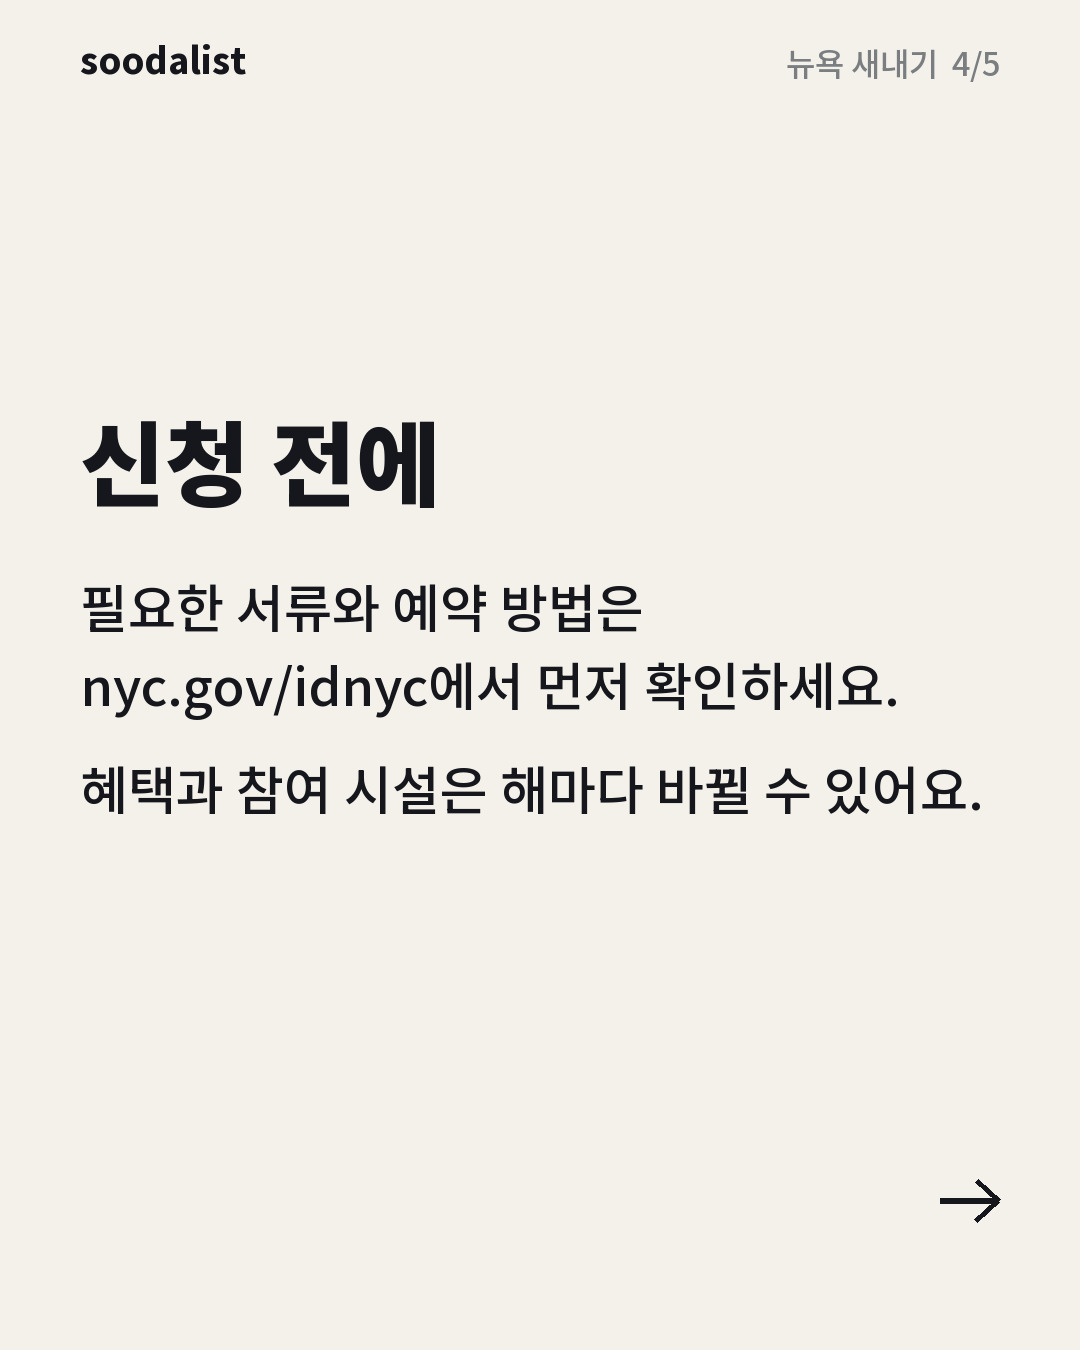 soodalist
뉴욕 새내기 4/5
신청 전에
필요한 서류와 예약 방법은
nyc.gov/idnyc에서 먼저 확인하세요.
혜택과 참여 시설은 해마다 바뀔 수 있어요.